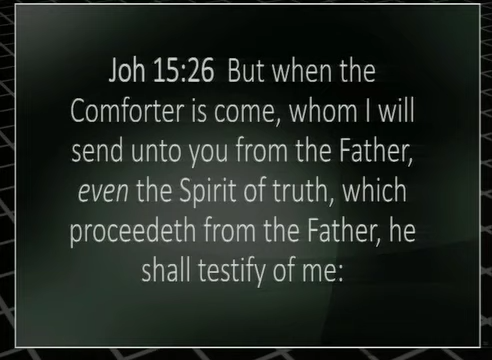 Joh 15:26  But when the
Comforter is come, whom I will
send unto you from the Father,
even the Spirit of truth, which
proceedeth from the Father, he
shall testify of me: